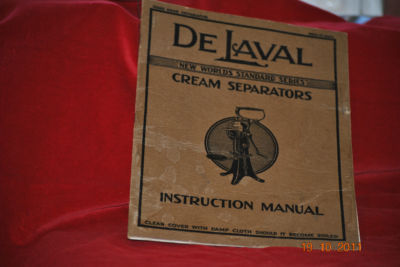 DE LAVAL
NEW WORLD'S STANDARD SERIES
CREAM SEPARATORS
INSTRUCTION MANUAL
CLEAN COVER WITH DAMP CLOTH SHOULD IT BECOME SOILED
19 10 2011